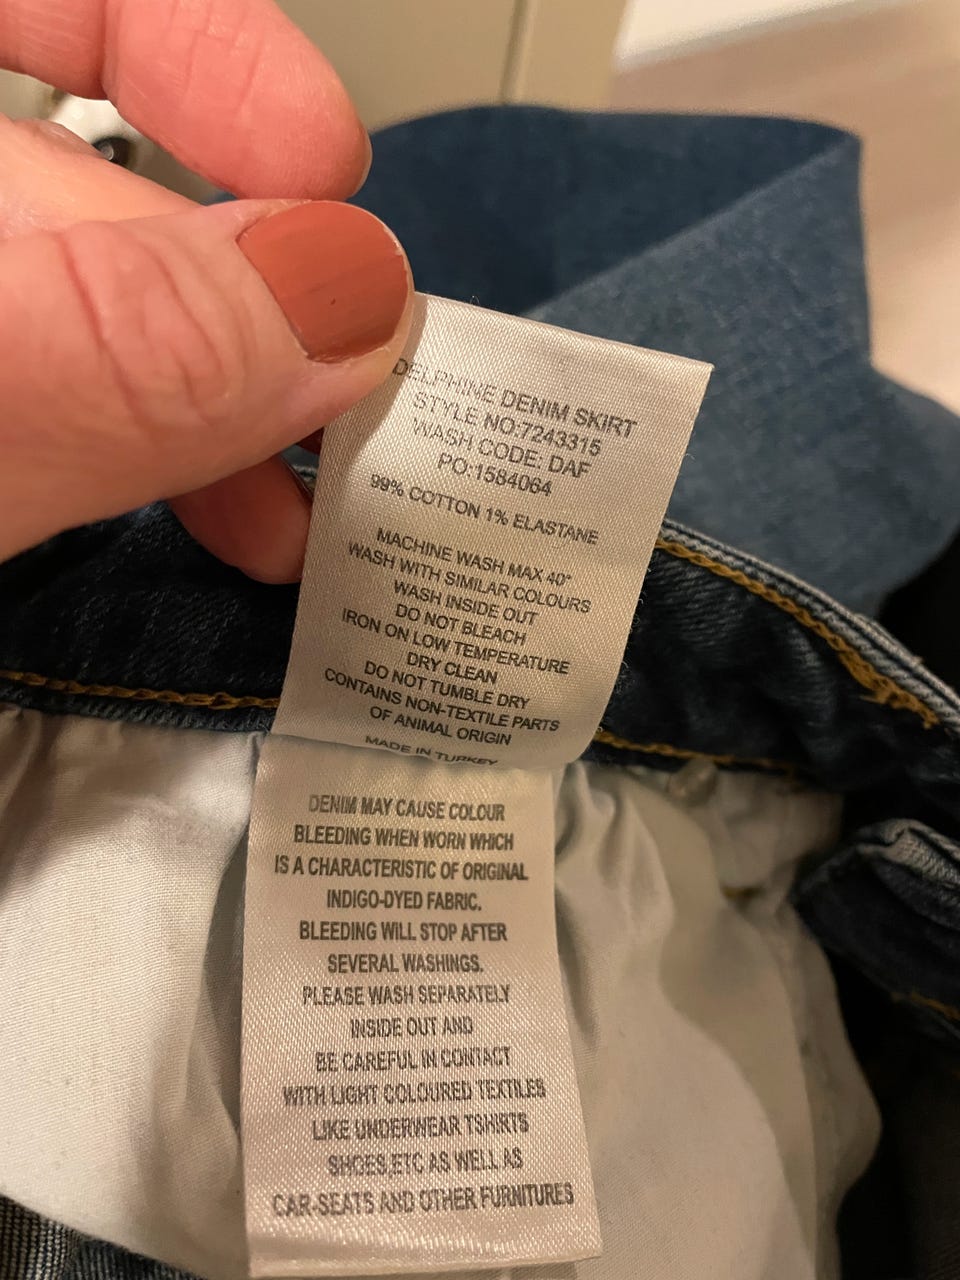 DELPHINE DENIM SKIRT
STYLE NO:7243315
WASH CODE: DAF
PO:1584064
99% COTTON 1% ELASTANE
MACHINE WASH MAX 40°
WASH WITH SIMILAR COLOURS
WASH INSIDE OUT
DO NOT BLEACH
IRON ON LOW TEMPERATURE
DRY CLEAN
DO NOT TUMBLE DRY
CONTAINS NON-TEXTILE PARTS
OF ANIMAL ORIGIN
MADE IN TURKEY
DENIM MAY CAUSE COLOUR
BLEEDING WHEN WORN WHICH
IS A CHARACTERISTIC OF ORIGINAL
INDIGO-DYED FABRIC.
BLEEDING WILL STOP AFTER
SEVERAL WASHINGS.
PLEASE WASH SEPARATELY
INSIDE OUT AND
BE CAREFUL IN CONTACT
WITH LIGHT COLOURED TEXTILES
LIKE UNDERWEAR TSHIRTS
SHOES,ETC AS WELL AS
CAR-SEATS AND OTHER FURNITURES